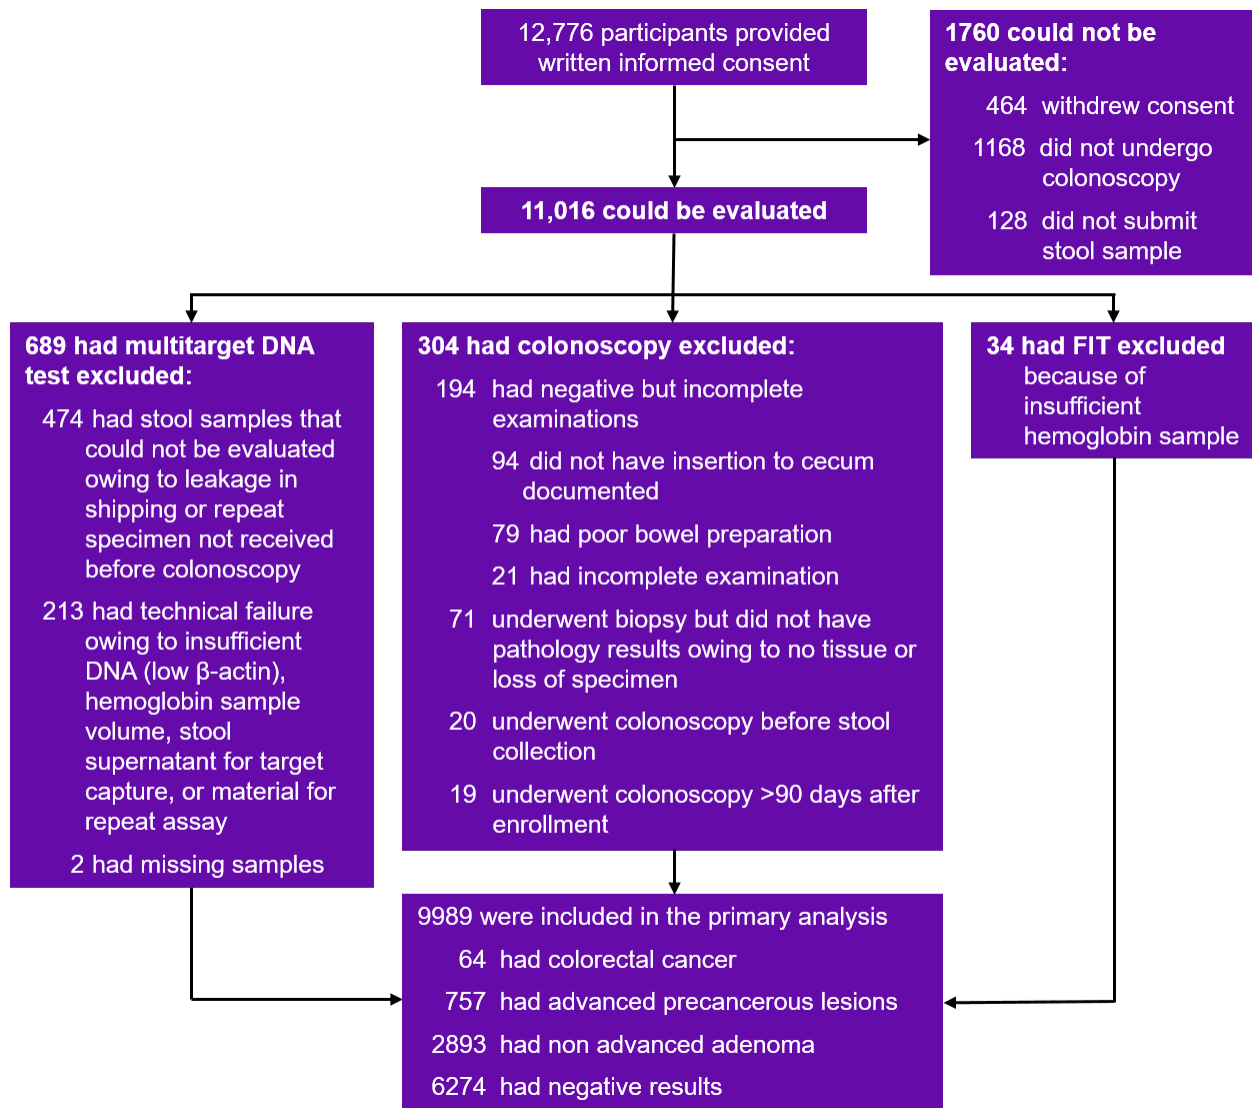 12,776 participants provided
written informed consent
1760 could not be
evaluated:
464 withdrew consent
1168 did not undergo
colonoscopy
128 did not submit
stool sample
11,016 could be evaluated
689 had multitarget DNA
test excluded:
474 had stool samples that
could not be evaluated
owing to leakage in
shipping or repeat
specimen not received
before colonoscopy
213 had technical failure
owing to insufficient
DNA (low β-actin),
hemoglobin sample
volume, stool
supernatant for target
capture, or material for
repeat assay
2 had missing samples
304 had colonoscopy excluded:
194 had negative but incomplete
examinations
94 did not have insertion to cecum
documented
79 had poor bowel preparation
21 had incomplete examination
71 underwent biopsy but did not have
pathology results owing to no tissue or
loss of specimen
20 underwent colonoscopy before stool
collection
19 underwent colonoscopy >90 days after
enrollment
34 had FIT excluded
because of
insufficient
hemoglobin sample
9989 were included in the primary analysis
64 had colorectal cancer
757 had advanced precancerous lesions
2893 had non advanced adenoma
6274 had negative results